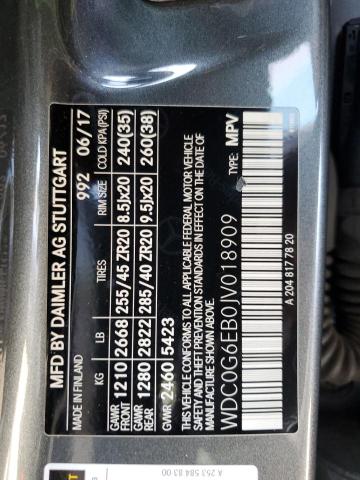 MFD BY DAIMLER AG STUTTGART
MADE IN FINLAND 992 06/17
KG LB TIRES RIM SIZE COLD KPA(PSI)
GAWR FRONT 1210 2668 255/45 ZR20 8.5Jx20 240(35)
GAWR REAR 1280 2822 285/40 ZR20 9.5Jx20 260(38)
GVWR 2460 5423
THIS VEHICLE CONFORMS TO ALL APPLICABLE FEDERAL MOTOR VEHICLE
SAFETY AND THEFT PREVENTION STANDARDS IN EFFECT ON THE DATE OF
MANUFACTURE SHOWN ABOVE.
WDC0G6EB0JV018909 TYPE: MPV
A 204 817 78 20
A 253 584 83 00